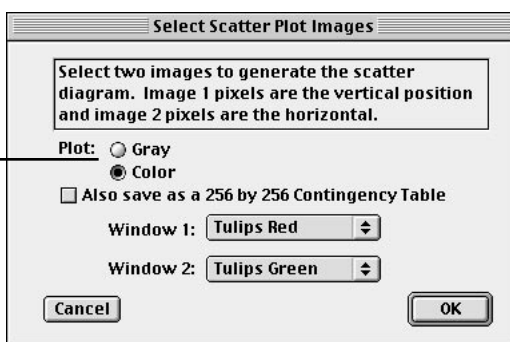 Select Scatter Plot Images
Select two images to generate the scatter
diagram. Image 1 pixels are the vertical position
and image 2 pixels are the horizontal.
Plot: Gray
Color
Also save as a 256 by 256 Contingency Table
Window 1: Tulips Red
Window 2: Tulips Green
Cancel OK